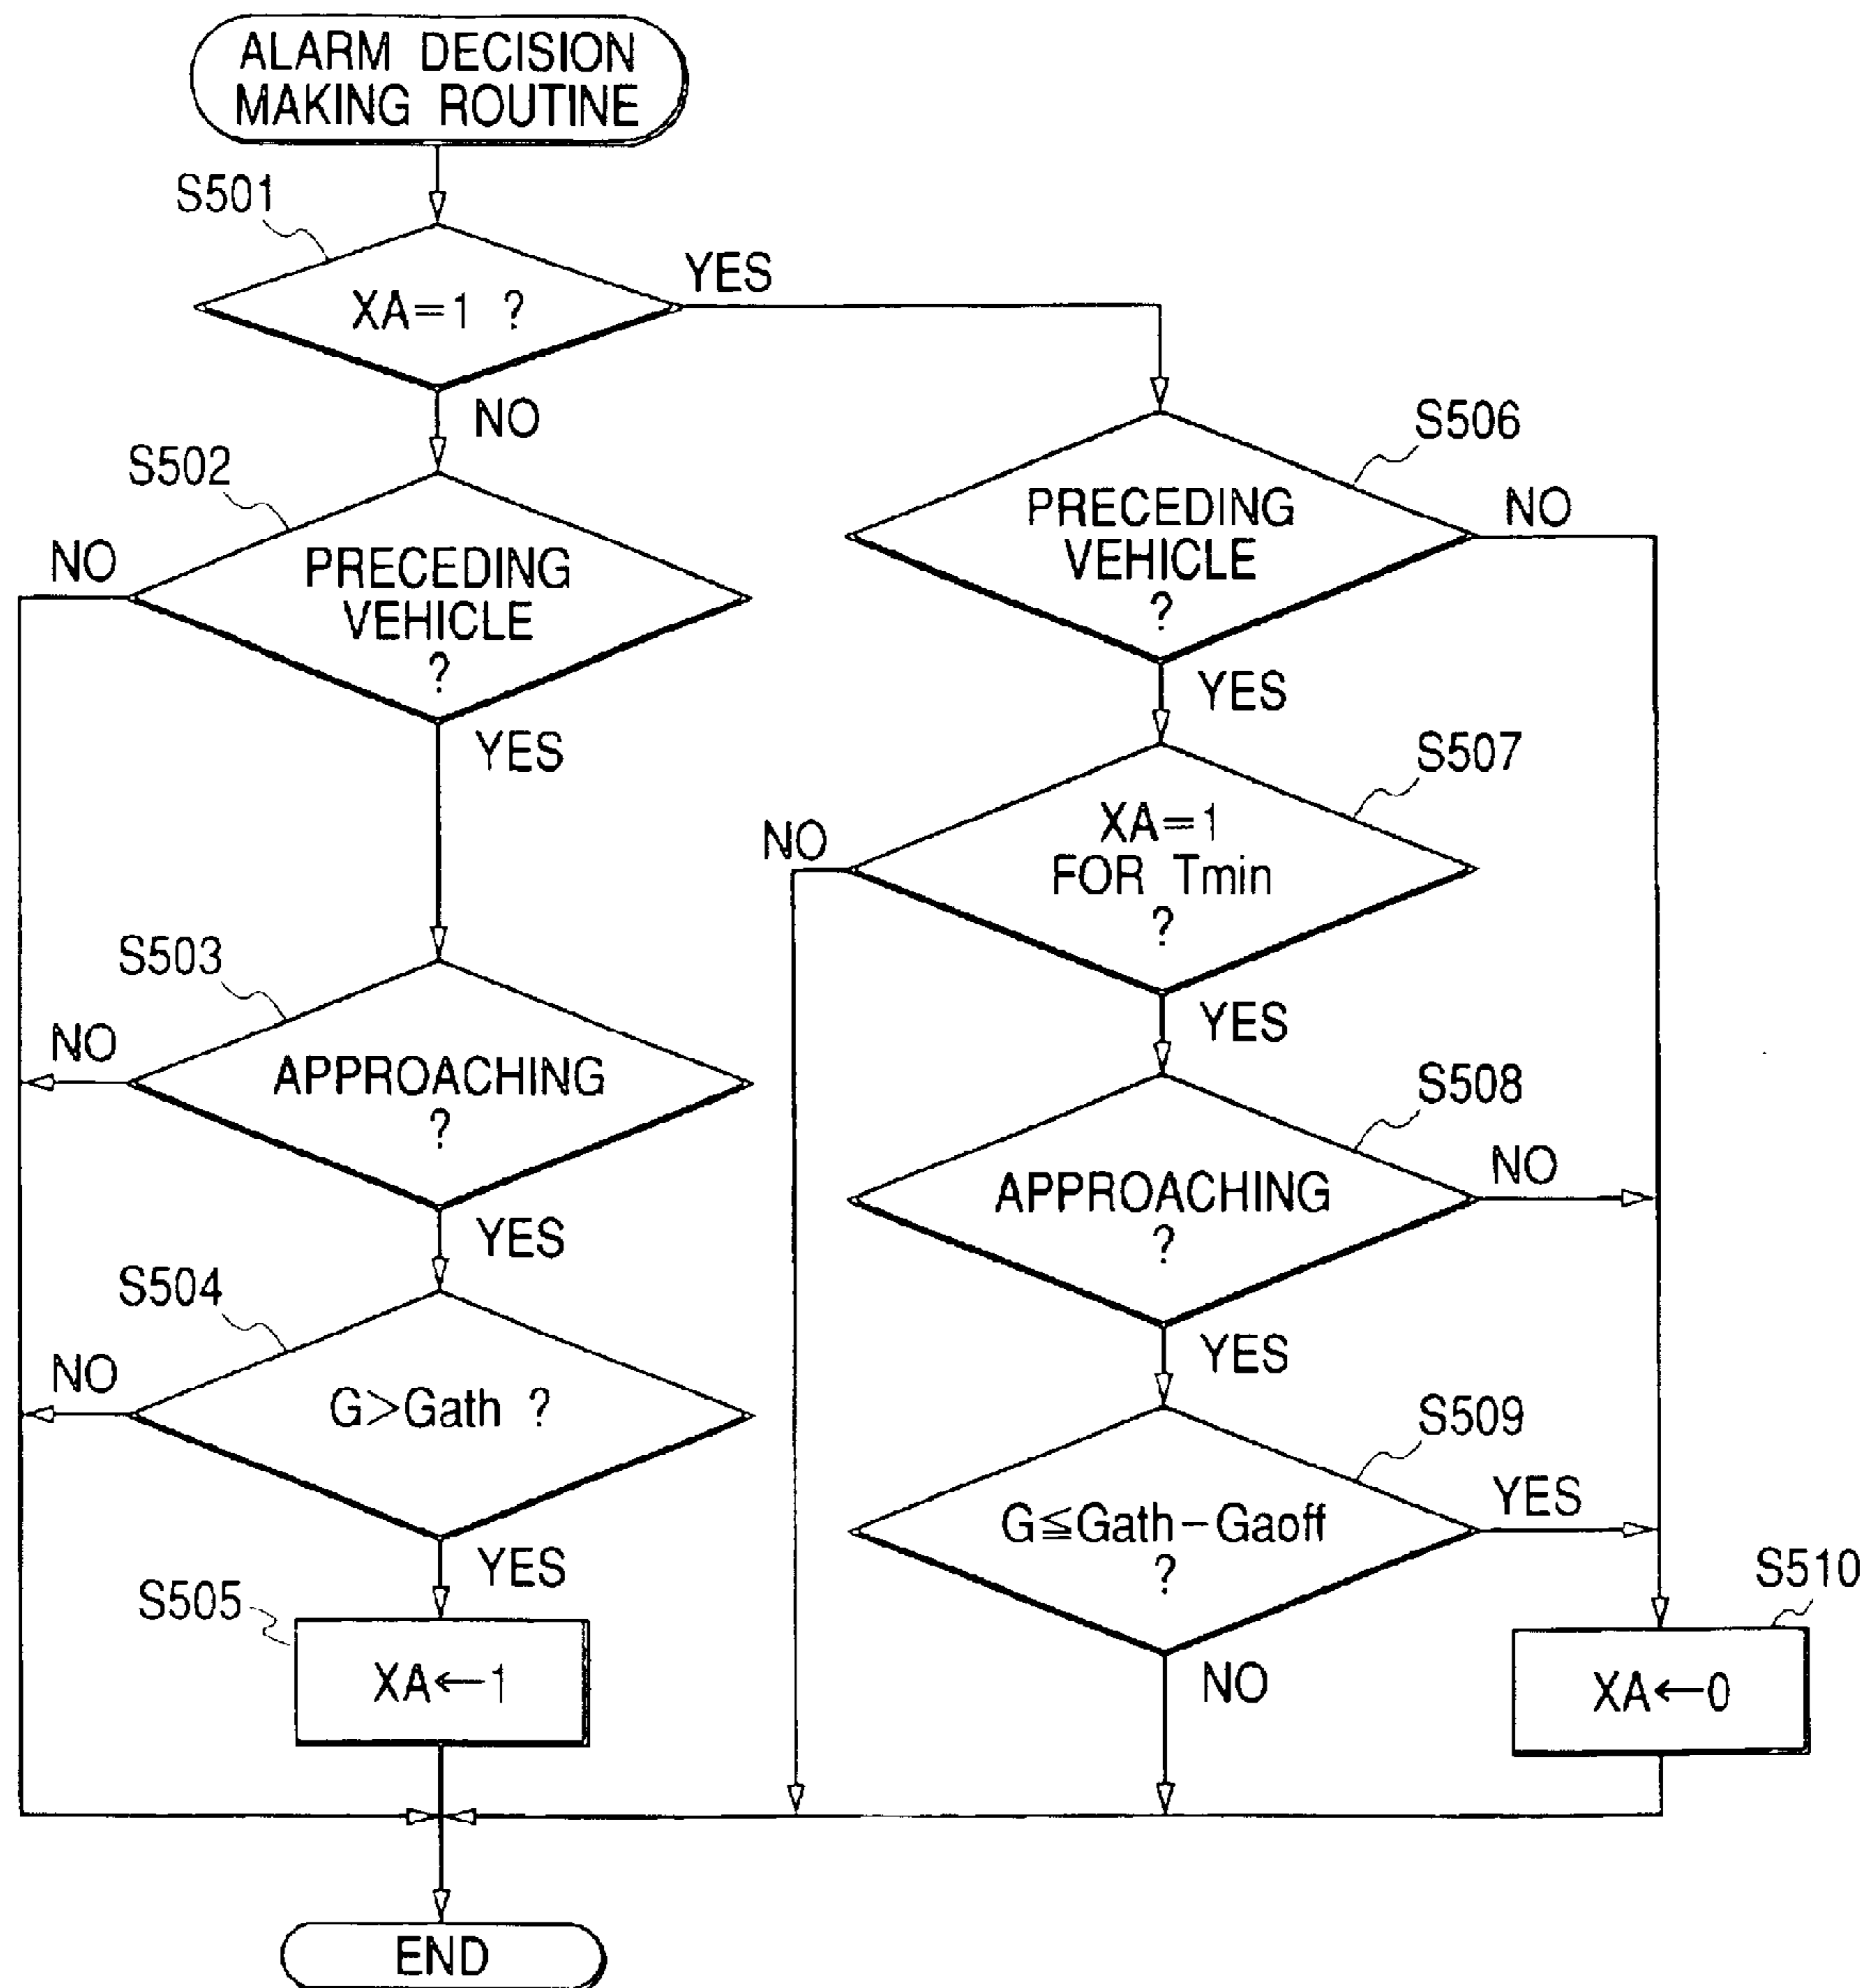 ALARM DECISION
MAKING ROUTINE
S501
XA=1 ?
YES
NO
S502
PRECEDING
VEHICLE
?
NO
YES
S503
APPROACHING
?
NO
YES
S504
G>Gath ?
NO
YES
S505
XA←1
S506
PRECEDING
VEHICLE
?
NO
YES
S507
XA=1
FOR Tmin
?
NO
YES
S508
APPROACHING
?
NO
YES
S509
G≦Gath−Gaoff
?
YES
NO
S510
XA←0
END